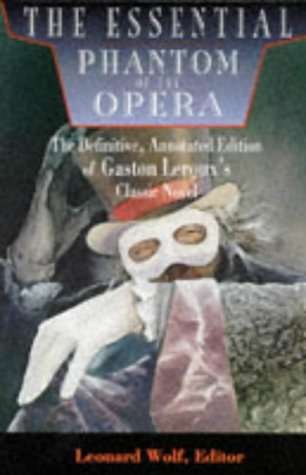 THE ESSENTIAL
PHANTOM
OF THE
OPERA
The Definitive, Annotated Edition
of Gaston Leroux's
Classic Novel
Leonard Wolf, Editor